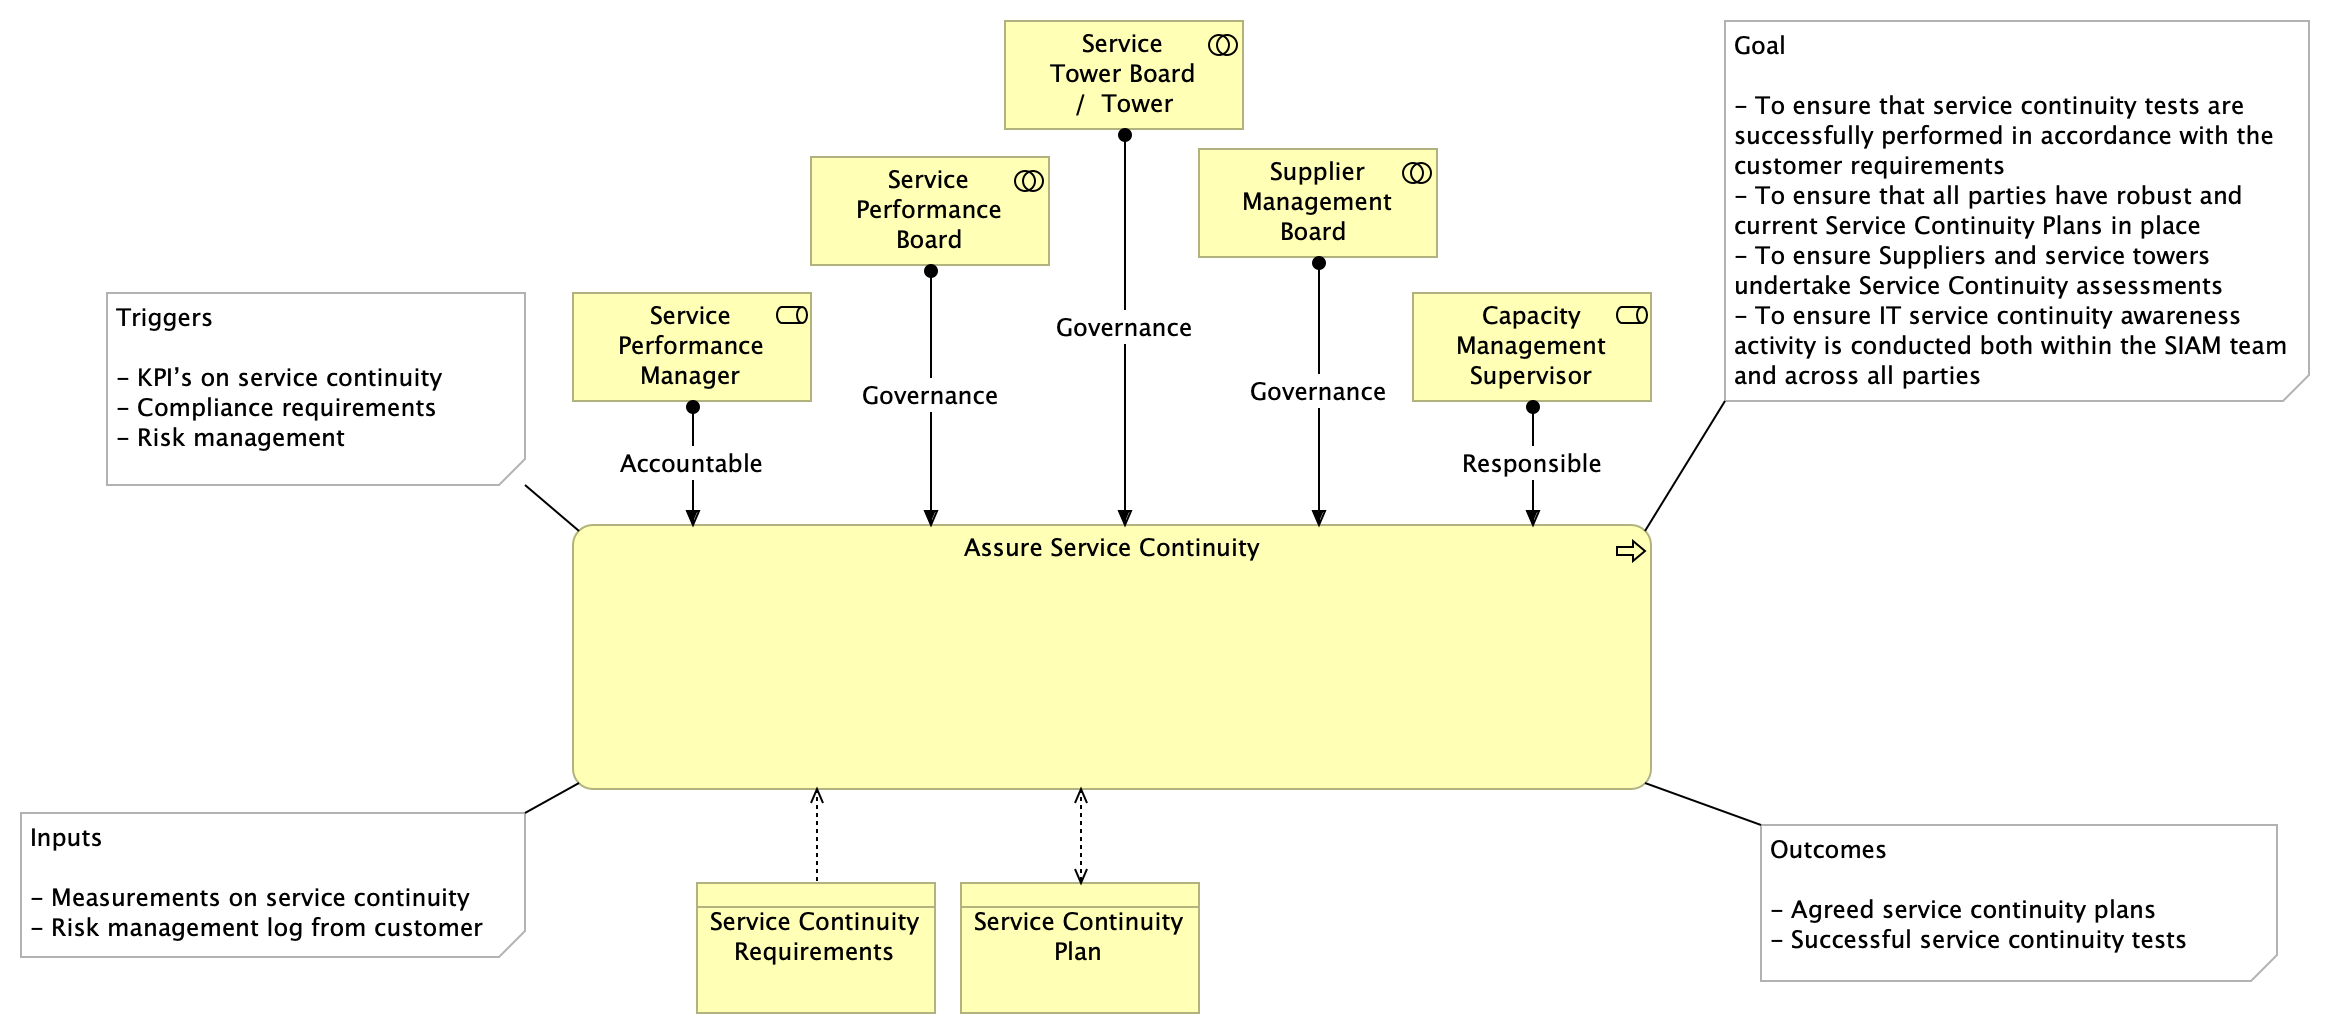 Service
Tower Board
/  Tower
Goal
– To ensure that service continuity tests are
successfully performed in accordance with the
customer requirements
– To ensure that all parties have robust and
current Service Continuity Plans in place
– To ensure Suppliers and service towers
undertake Service Continuity assessments
– To ensure IT service continuity awareness
activity is conducted both within the SIAM team
and across all parties
Service
Performance
Board
Supplier
Management
Board
Triggers
– KPI’s on service continuity
– Compliance requirements
– Risk management
Service
Performance
Manager
Capacity
Management
Supervisor
Accountable
Governance
Governance
Governance
Responsible
Assure Service Continuity
Inputs
– Measurements on service continuity
– Risk management log from customer
Service Continuity
Requirements
Service Continuity
Plan
Outcomes
– Agreed service continuity plans
– Successful service continuity tests